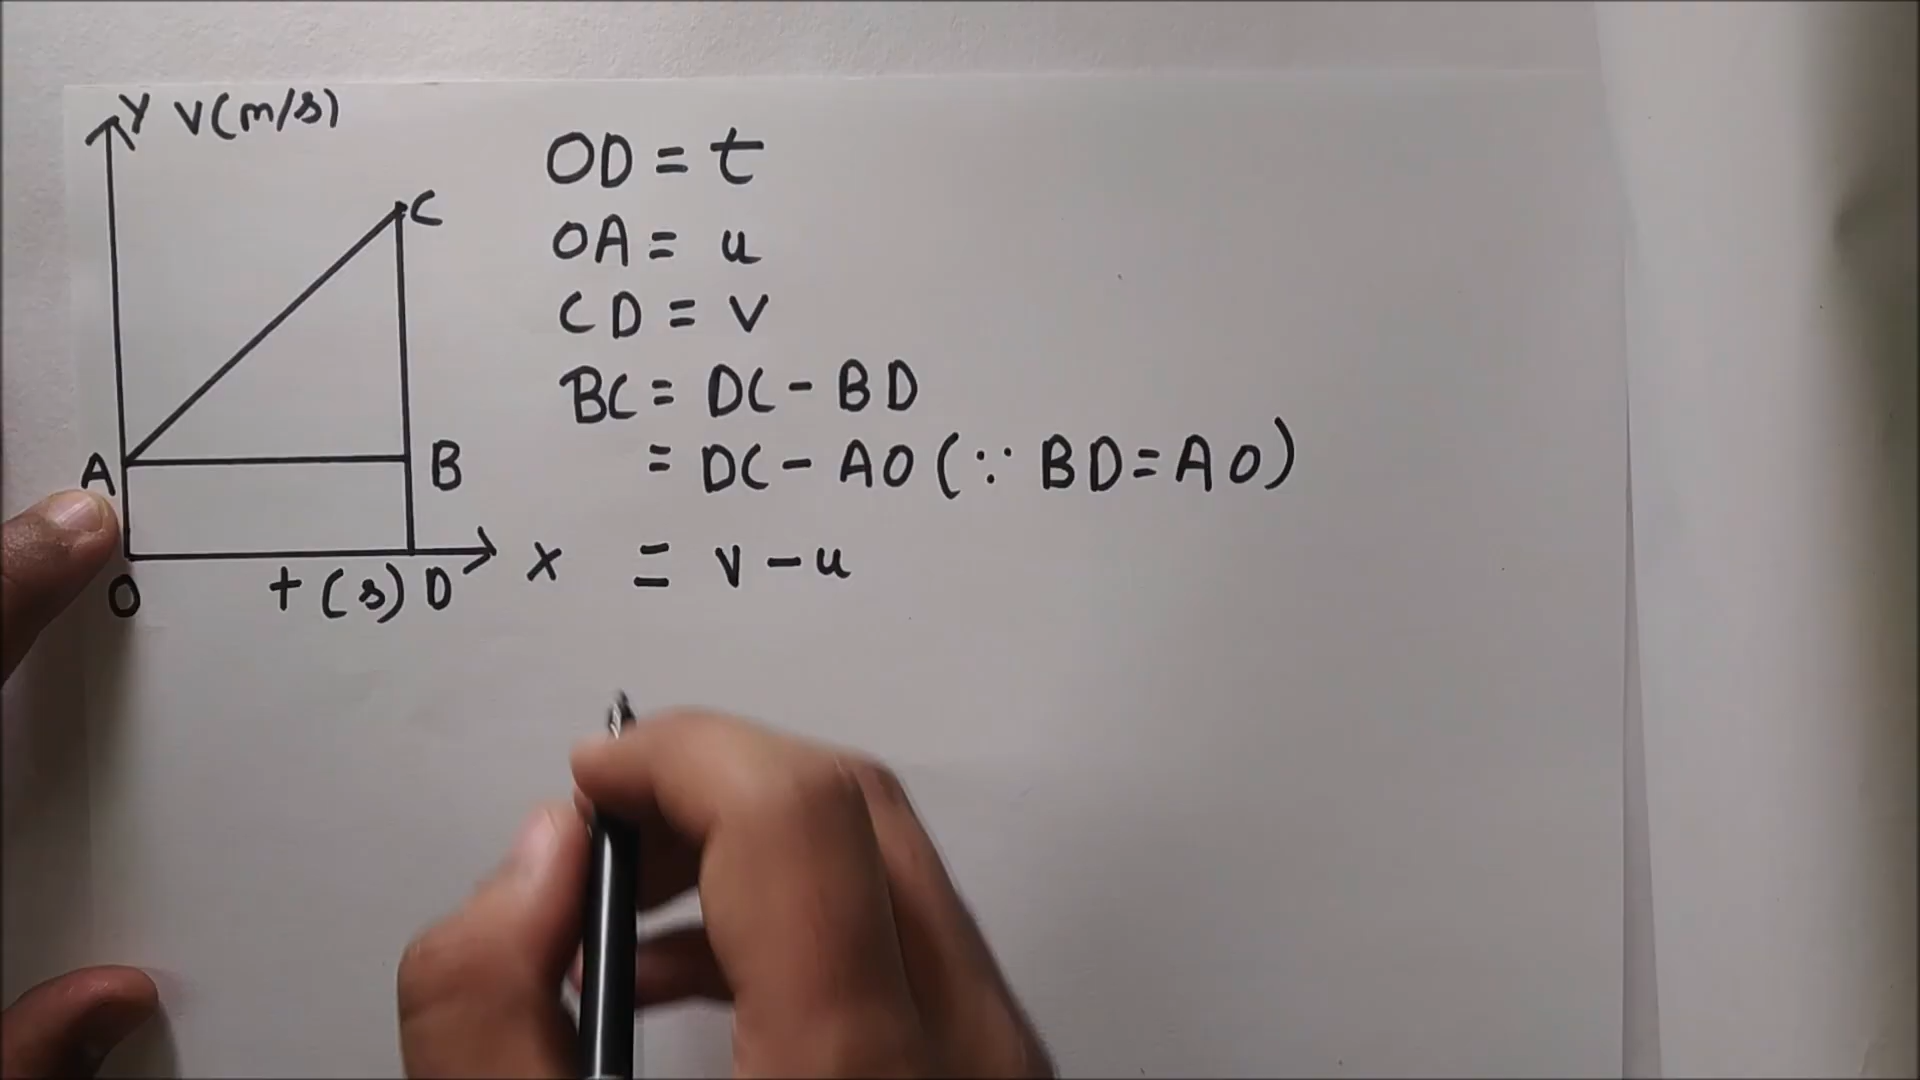 Y V(m/s)
C
A
B
O
t(s) D
X
OD = t
OA = u
CD = v
BC = DC - BD
= DC - AO (∵ BD = AO)
= v - u